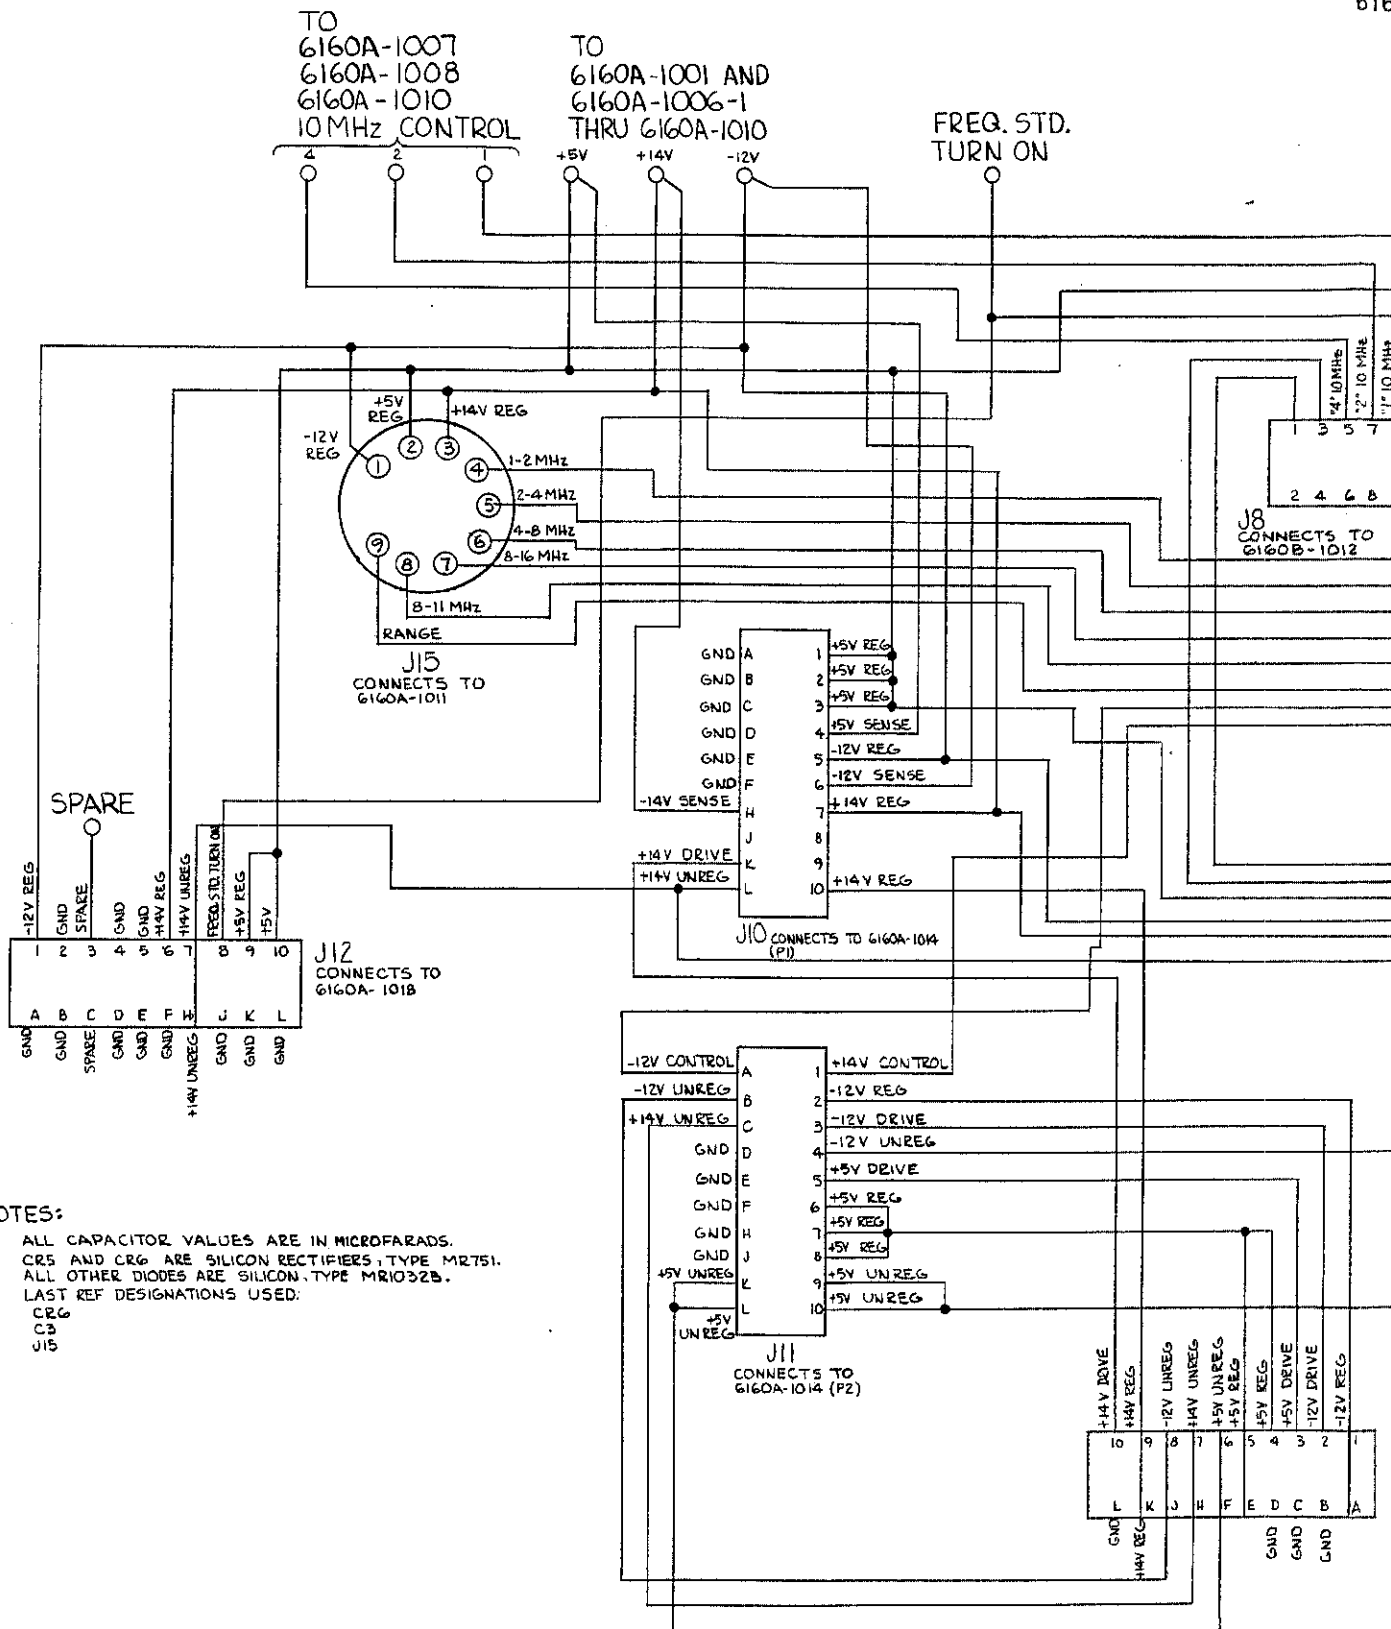 TO
6160A-1007
6160A-1008
6160A-1010
10 MHz CONTROL
4 2 1
TO
6160A-1001 AND
6160A-1006-1
THRU 6160A-1010
+5V +14V -12V
FREQ. STD.
TURN ON
-12V
REG
+5V
REG
+14V REG
1 2 3 4 5 6 7 8 9
1-2 MHz
2-4 MHz
4-8 MHz
8-16 MHz
8-11 MHz
RANGE
J15
CONNECTS TO
6160A-1011
"4" 10 MHz
"2" 10 MHz
"1" 10 MHz
1 3 5 7
2 4 6 8
J8
CONNECTS TO
6160B-1012
GND A 1 +5V REG
GND B 2 +5V REG
GND C 3 +5V REG
GND D 4 +5V SENSE
GND E 5 -12V REG
GND F 6 -12V SENSE
-14V SENSE H 7 +14V REG
J 8
+14V DRIVE K 9
+14V UNREG L 10 +14V REG
J10 CONNECTS TO 6160A-1014
(P1)
SPARE
-12V REG
GND
SPARE
GND
GND
+14V REG
+14V UNREG
FREQ. STD. TURN ON
+5V REG
+5V
1 2 3 4 5 6 7 8 9 10
A B C D E F H J K L
GND
GND
SPARE
GND
GND
GND
+14V UNREG
GND
GND
GND
J12
CONNECTS TO
6160A-1018
-12V CONTROL A 1 +14V CONTROL
-12V UNREG B 2 -12V REG
+14V UNREG C 3 -12V DRIVE
GND D 4 -12V UNREG
GND E 5 +5V DRIVE
GND F 6 +5V REG
GND H 7 +5V REG
GND J 8 +5V REG
+5V UNREG K 9 +5V UNREG
L 10 +5V UNREG
+5V
UNREG
J11
CONNECTS TO
6160A-1014 (P2)
OTES:
ALL CAPACITOR VALUES ARE IN MICROFARADS.
CR5 AND CR6 ARE SILICON RECTIFIERS, TYPE MR751.
ALL OTHER DIODES ARE SILICON, TYPE MR1032B.
LAST REF DESIGNATIONS USED:
CR6
C3
J15
+14V DRIVE
+14V REG
-12V UNREG
+14V UNREG
+5V UNREG
+5V REG
+5V REG
+5V DRIVE
-12V DRIVE
-12V REG
10 9 8 7 6 5 4 3 2 1
L K J H F E D C B A
GND
+14V REG
GND
GND
GND